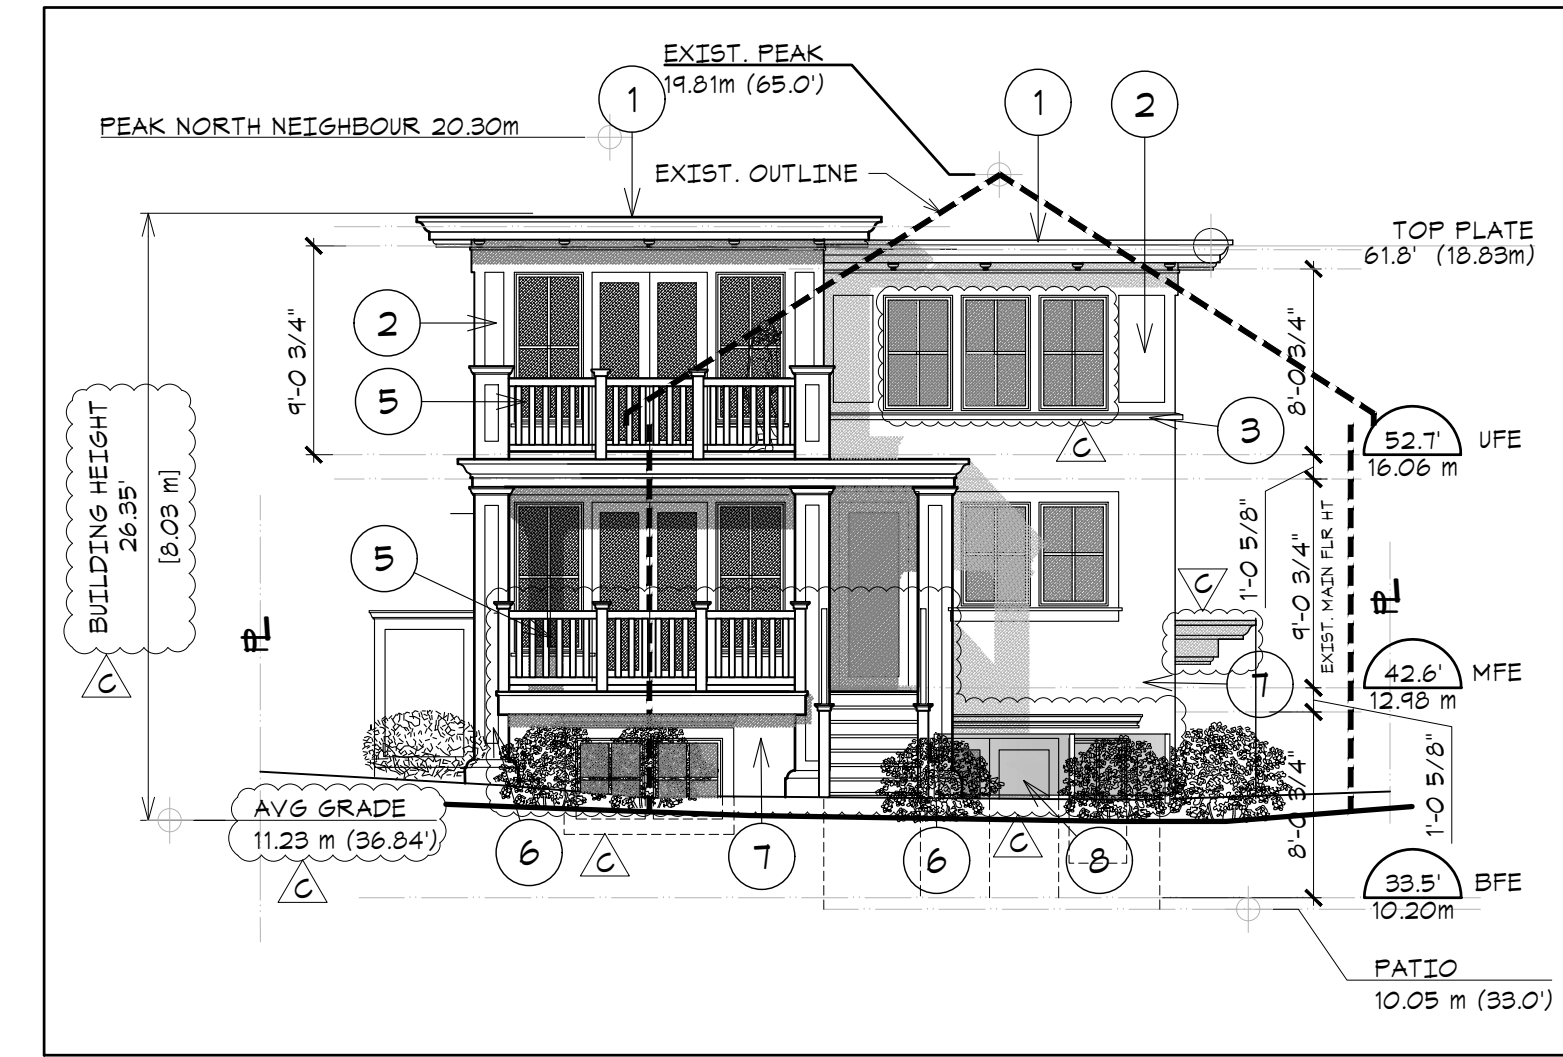 EXIST. PEAK
19.81m (65.0')
1
1
2
PEAK NORTH NEIGHBOUR 20.30m
EXIST. OUTLINE
TOP PLATE
61.8' (18.83m)
9'-0 3/4"
2
8'-0 3/4"
5
3
C
52.7' UFE
16.06 m
BUILDING HEIGHT
26.35'
[8.03 m]
C
5
1'-0 5/8"
9'-0 3/4"
EXIST. MAIN FLR HT
C
PL
PL
7
42.6' MFE
12.98 m
AVG GRADE
11.23 m (36.84')
C
6
C
7
6
C
8
8'-0 3/4"
1'-0 5/8"
33.5' BFE
10.20m
PATIO
10.05 m (33.0')